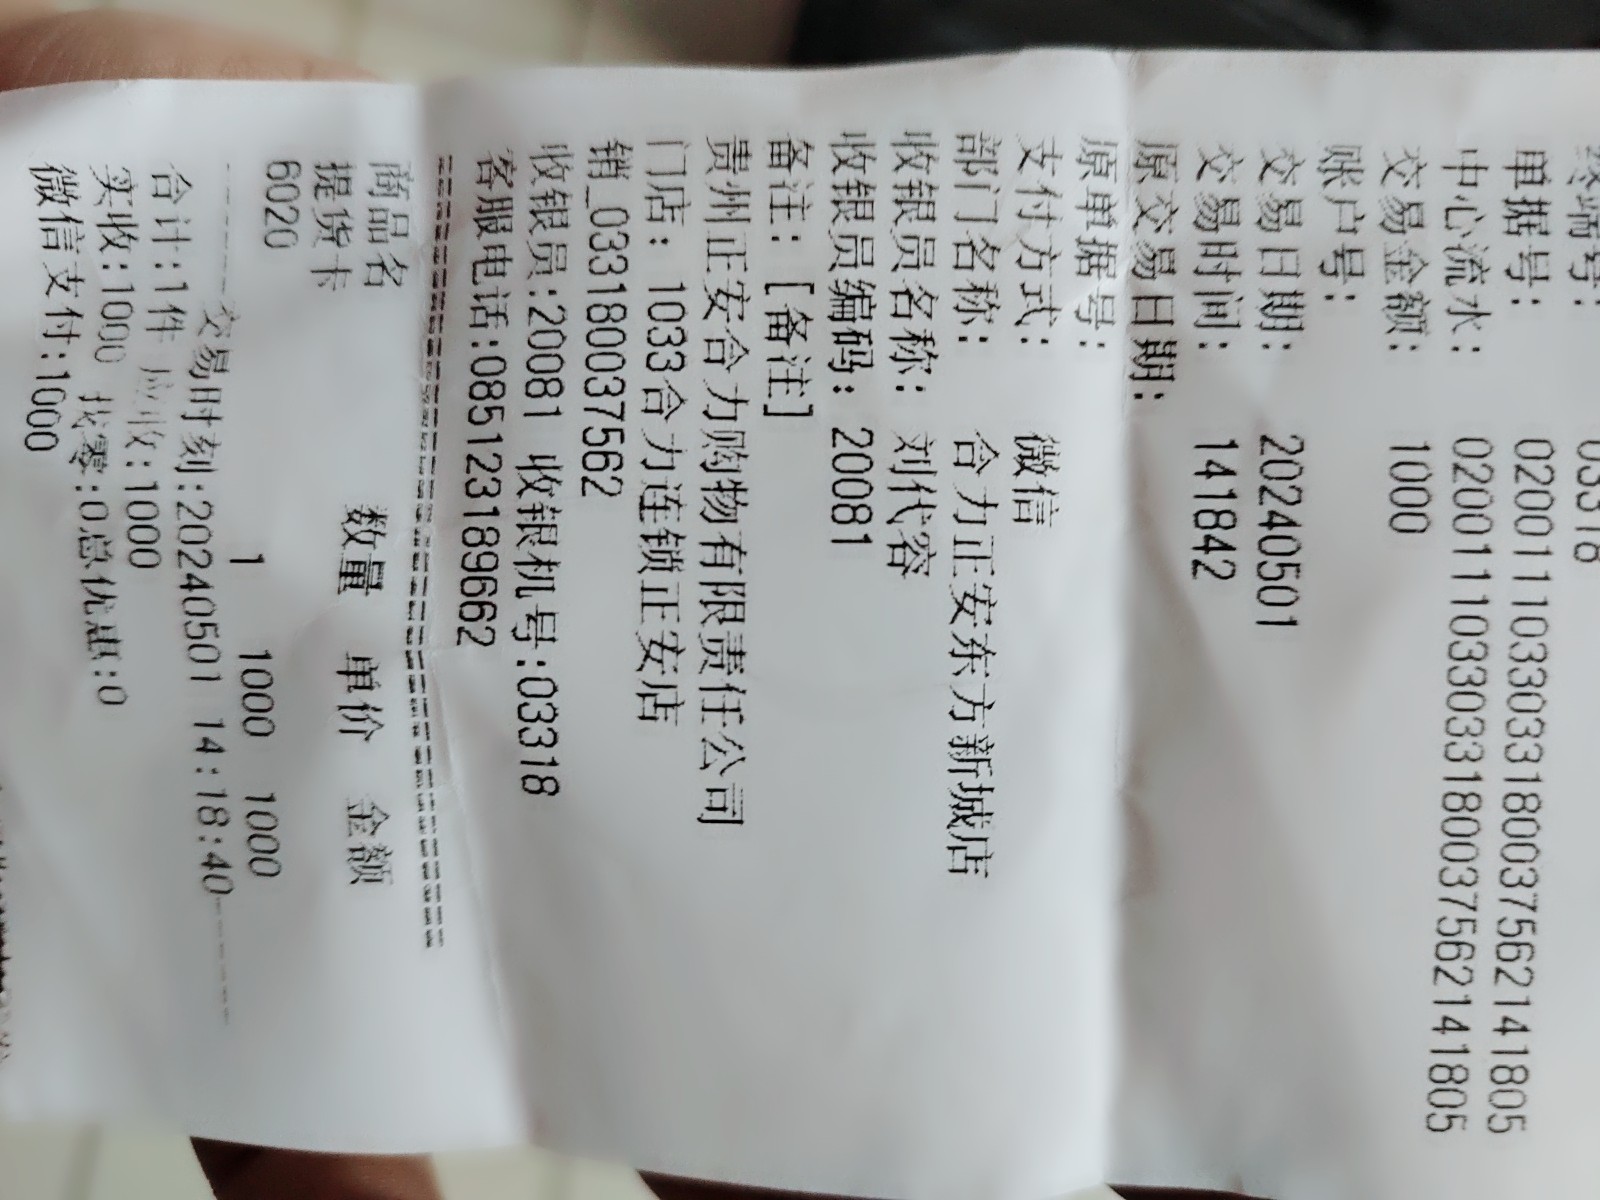 终端号: 03318
单据号: 020011103303318003756214​1805
中心流水: 0200111033033180037562141805
交易金额: 1000
账户号:
交易日期: 20240501
交易时间: 141842
原交易日期:
原单据号:
支付方式: 微信
部门名称: 合力正安东方新城店
收银员名称: 刘代容
收银员编码: 20081
备注: [备注]
贵州正安合力购物有限责任公司
门店: 1033合力连锁正安店
销_03318003​7562
收银员:20081 收银机号:03318
客服电话:085123189662
商品名 数量 单价 金额
提货卡
6020 1 1000 1000
交易时刻:20240501 14:18:40
合计:1件 应收:1000
实收:1000 找零:0总优惠:0
微信支付:1000